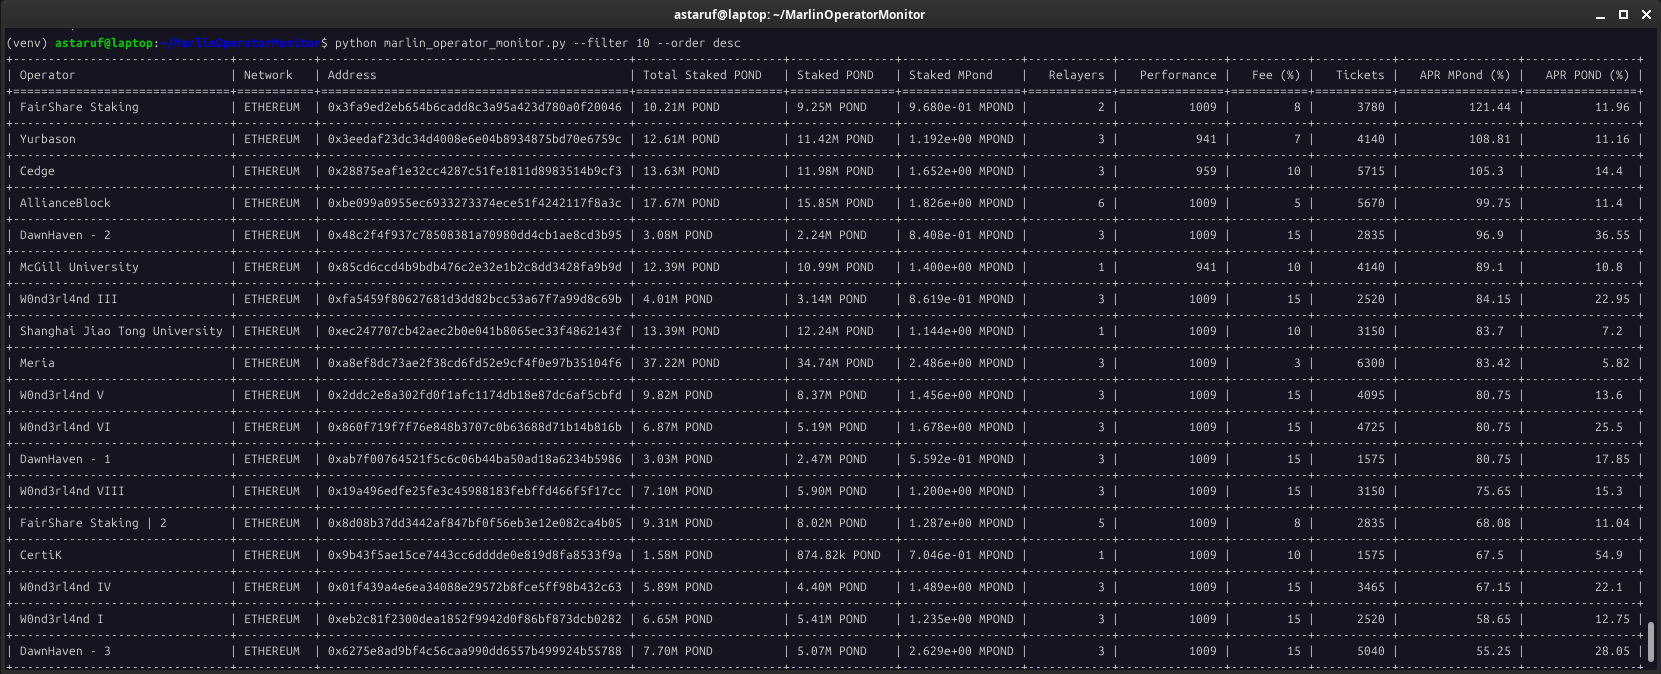 astaruf@laptop: ~/MarlinOperatorMonitor
(venv) astaruf@laptop:~/MarlinOperatorMonitor$ python marlin_operator_monitor.py --filter 10 --order desc
| Operator | Network | Address | Total Staked POND | Staked POND | Staked MPond | Relayers | Performance | Fee (%) | Tickets | APR MPond (%) | APR POND (%) |
| FairShare Staking | ETHEREUM | 0x3fa9ed2eb654b6cadd8c3a95a423d780a0f20046 | 10.21M POND | 9.25M POND | 9.680e-01 MPOND | 2 | 1009 | 8 | 3780 | 121.44 | 11.96 |
| Yurbason | ETHEREUM | 0x3eedaf23dc34d4008e6e04b8934875bd70e6759c | 12.61M POND | 11.42M POND | 1.192e+00 MPOND | 3 | 941 | 7 | 4140 | 108.81 | 11.16 |
| Cedge | ETHEREUM | 0x28875eaf1e32cc4287c51fe1811d8983514b9cf3 | 13.63M POND | 11.98M POND | 1.652e+00 MPOND | 3 | 959 | 10 | 5715 | 105.3 | 14.4 |
| AllianceBlock | ETHEREUM | 0xbe099a0955ec6933273374ece51f4242117f8a3c | 17.67M POND | 15.85M POND | 1.826e+00 MPOND | 6 | 1009 | 5 | 5670 | 99.75 | 11.4 |
| DawnHaven - 2 | ETHEREUM | 0x48c2f4f937c78508381a70980dd4cb1ae8cd3b95 | 3.08M POND | 2.24M POND | 8.408e-01 MPOND | 3 | 1009 | 15 | 2835 | 96.9 | 36.55 |
| McGill University | ETHEREUM | 0x85cd6ccd4b9bdb476c2e32e1b2c8dd3428fa9b9d | 12.39M POND | 10.99M POND | 1.400e+00 MPOND | 1 | 941 | 10 | 4140 | 89.1 | 10.8 |
| W0nd3rl4nd III | ETHEREUM | 0xfa5459f80627681d3dd82bcc53a67f7a99d8c69b | 4.01M POND | 3.14M POND | 8.619e-01 MPOND | 3 | 1009 | 15 | 2520 | 84.15 | 22.95 |
| Shanghai Jiao Tong University | ETHEREUM | 0xec247707cb42aec2b0e041b8065ec33f4862143f | 13.39M POND | 12.24M POND | 1.144e+00 MPOND | 1 | 1009 | 10 | 3150 | 83.7 | 7.2 |
| Meria | ETHEREUM | 0xa8ef8dc73ae2f38cd6fd52e9cf4f0e97b35104f6 | 37.22M POND | 34.74M POND | 2.486e+00 MPOND | 3 | 1009 | 3 | 6300 | 83.42 | 5.82 |
| W0nd3rl4nd V | ETHEREUM | 0x2ddc2e8a302fd0f1afc1174db18e87dc6af5cbfd | 9.82M POND | 8.37M POND | 1.456e+00 MPOND | 3 | 1009 | 15 | 4095 | 80.75 | 13.6 |
| W0nd3rl4nd VI | ETHEREUM | 0x860f719f7f76e848b3707c0b63688d71b14b816b | 6.87M POND | 5.19M POND | 1.678e+00 MPOND | 3 | 1009 | 15 | 4725 | 80.75 | 25.5 |
| DawnHaven - 1 | ETHEREUM | 0xab7f00764521f5c6c06b44ba50ad18a6234b5986 | 3.03M POND | 2.47M POND | 5.592e-01 MPOND | 3 | 1009 | 15 | 1575 | 80.75 | 17.85 |
| W0nd3rl4nd VIII | ETHEREUM | 0x19a496edfe25fe3c45988183febffd466f5f17cc | 7.10M POND | 5.90M POND | 1.200e+00 MPOND | 3 | 1009 | 15 | 3150 | 75.65 | 15.3 |
| FairShare Staking | 2 | ETHEREUM | 0x8d08b37dd3442af847bf0f56eb3e12e082ca4b05 | 9.31M POND | 8.02M POND | 1.287e+00 MPOND | 5 | 1009 | 8 | 2835 | 68.08 | 11.04 |
| CertiK | ETHEREUM | 0x9b43f5ae15ce7443cc6dddde0e819d8fa8533f9a | 1.58M POND | 874.82k POND | 7.046e-01 MPOND | 1 | 1009 | 10 | 1575 | 67.5 | 54.9 |
| W0nd3rl4nd IV | ETHEREUM | 0x01f439a4e6ea34088e29572b8fce5ff98b432c63 | 5.89M POND | 4.40M POND | 1.489e+00 MPOND | 3 | 1009 | 15 | 3465 | 67.15 | 22.1 |
| W0nd3rl4nd I | ETHEREUM | 0xeb2c81f2300dea1852f9942d0f86bf873dcb0282 | 6.65M POND | 5.41M POND | 1.235e+00 MPOND | 3 | 1009 | 15 | 2520 | 58.65 | 12.75 |
| DawnHaven - 3 | ETHEREUM | 0x6275e8ad9bf4c56caa990dd6557b499924b55788 | 7.70M POND | 5.07M POND | 2.629e+00 MPOND | 3 | 1009 | 15 | 5040 | 55.25 | 28.05 |